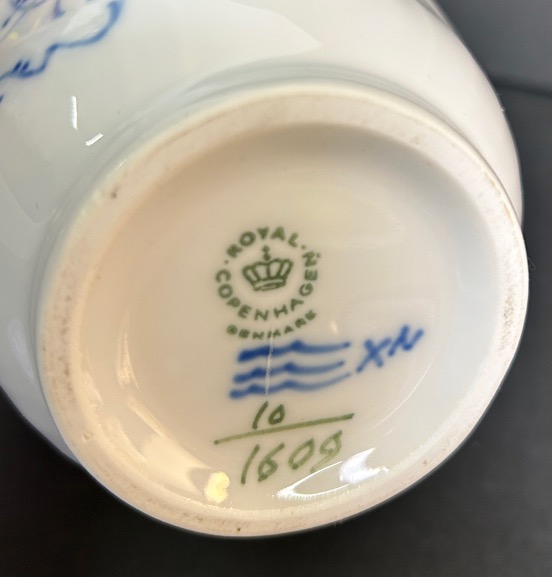 ROYAL
COPENHAGEN
DENMARK
XN
10
1609